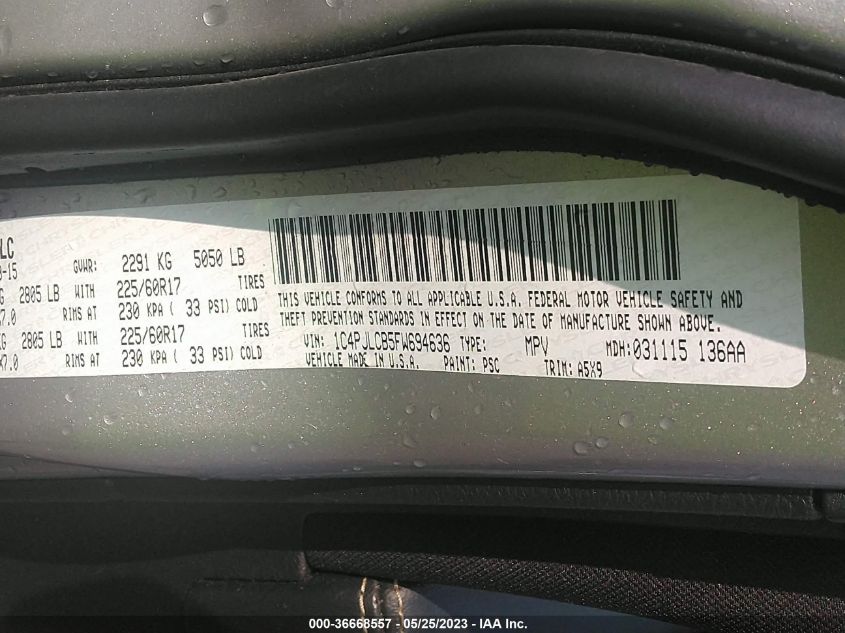 LC
GVWR: 2291 KG 5050 LB
-15
G 2805 LB WITH 225/60R17 TIRES
7.0 RIMS AT 230 KPA ( 33 PSI) COLD
KG 2805 LB WITH 225/60R17 TIRES
X7.0 RIMS AT 230 KPA ( 33 PSI) COLD
THIS VEHICLE CONFORMS TO ALL APPLICABLE U.S.A. FEDERAL MOTOR VEHICLE SAFETY AND
THEFT PREVENTION STANDARDS IN EFFECT ON THE DATE OF MANUFACTURE SHOWN ABOVE.
VIN: 1C4PJLCB5FW694636 TYPE: MPV MDH:031115 136AA
VEHICLE MADE IN U.S.A. PAINT: PSC TRIM: A5X9
000-36668557 - 05/25/2023 - IAA Inc.